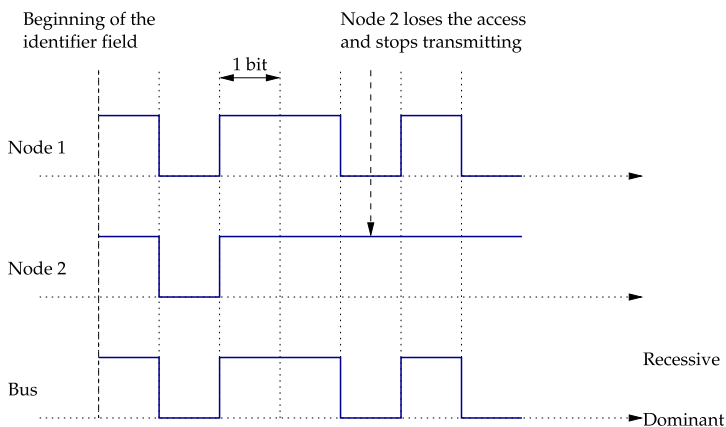 Beginning of the
identifier field
Node 2 loses the access
and stops transmitting
1 bit
Node 1
Node 2
Recessive
Bus
Dominant